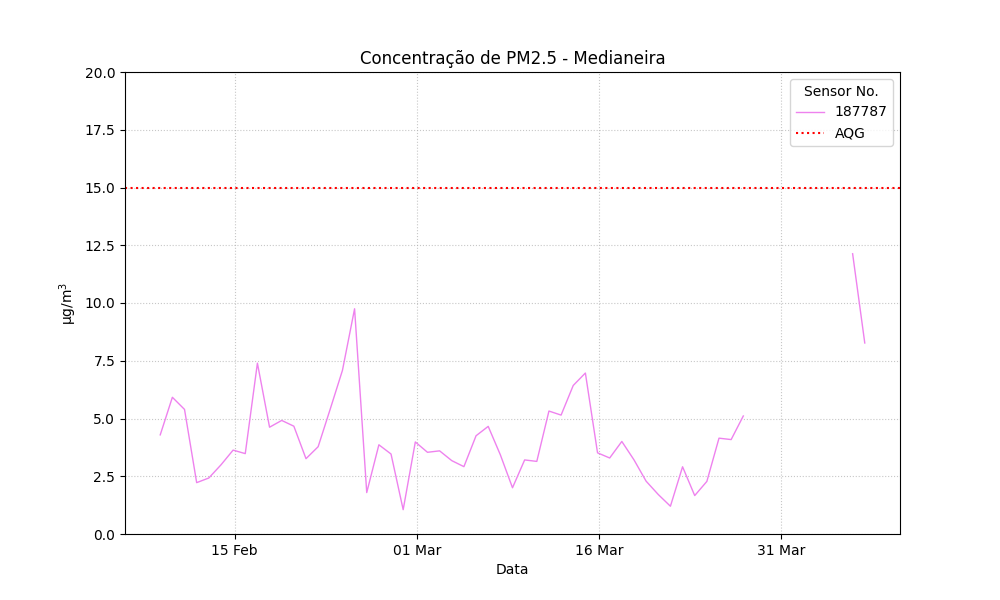 Concentração de PM2.5 - Medianeira
20.0
17.5
15.0
12.5
10.0
7.5
5.0
2.5
0.0
µg/m³
Sensor No.
187787
AQG
15 Feb
01 Mar
16 Mar
31 Mar
Data